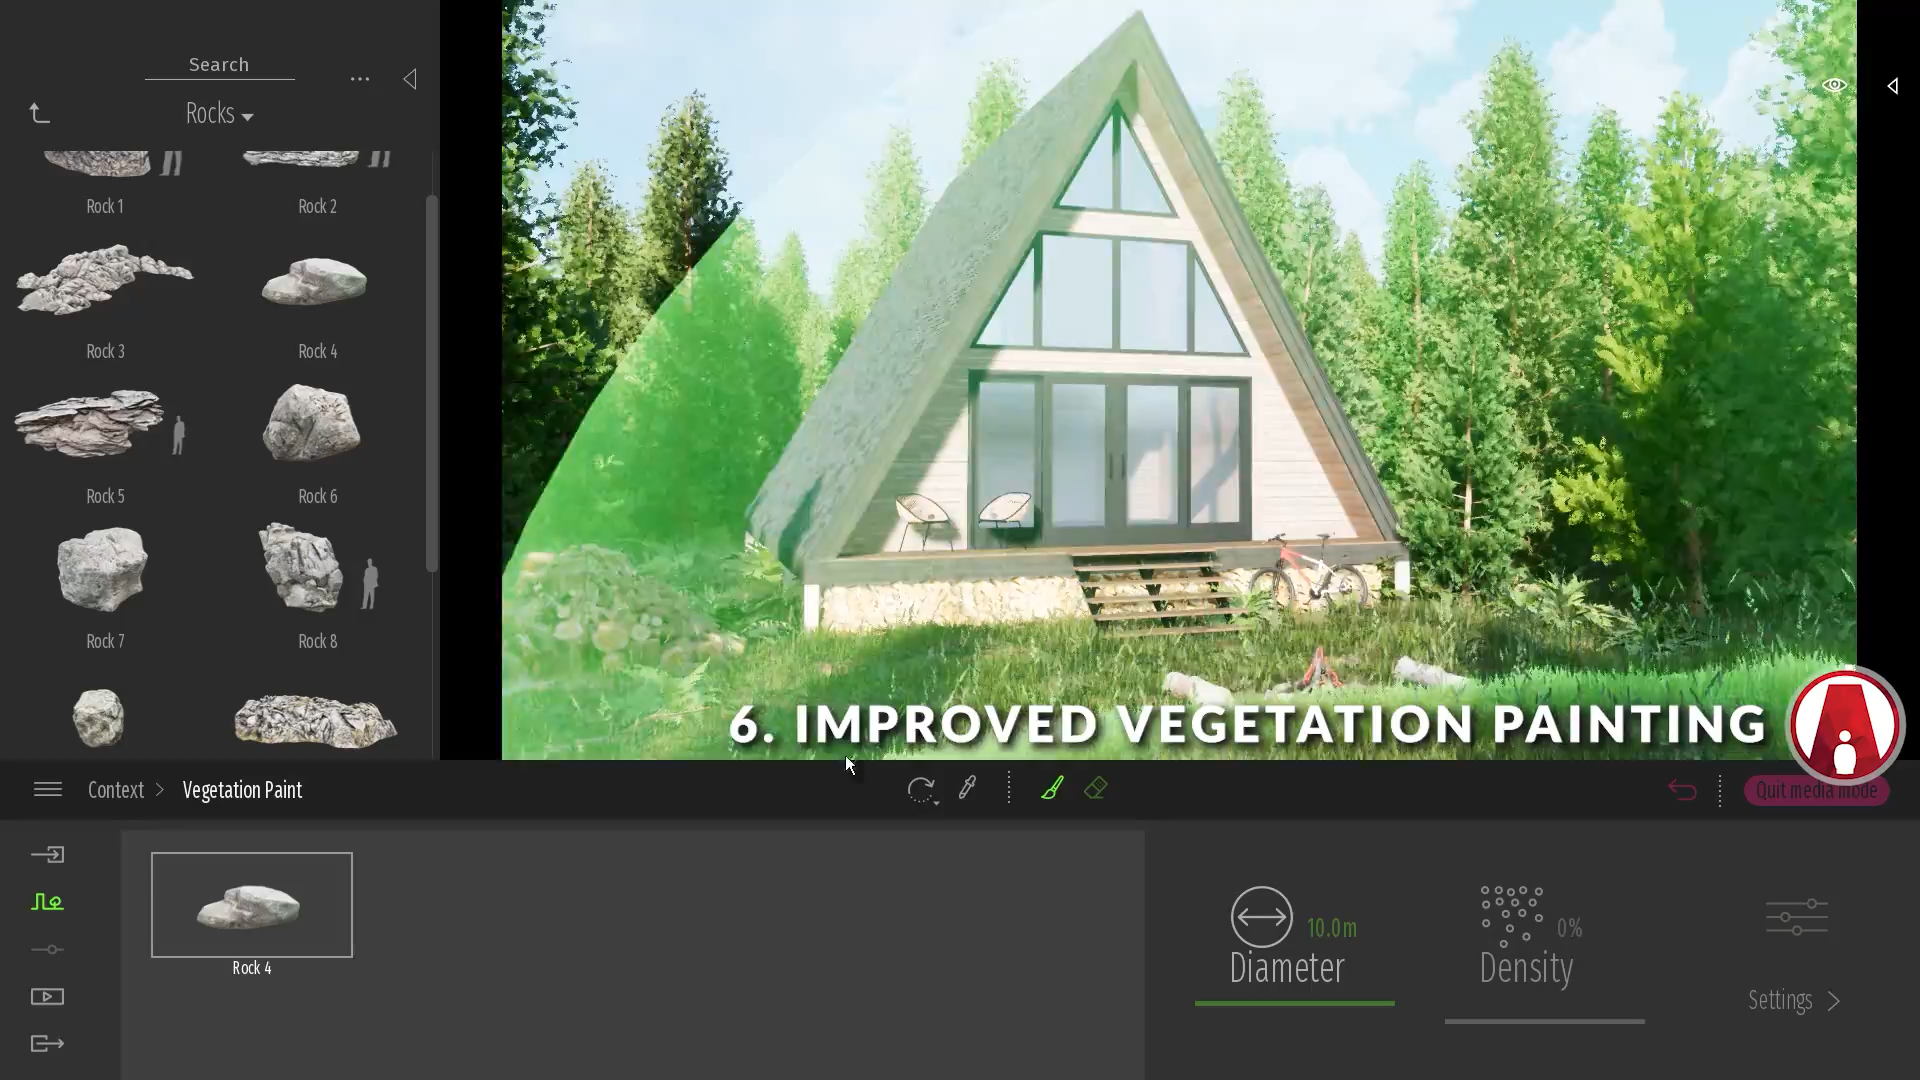 Search
...
Rocks
Rock 1
Rock 2
Rock 3
Rock 4
Rock 5
Rock 6
Rock 7
Rock 8
6. IMPROVED VEGETATION PAINTING
Context > Vegetation Paint
Quit media mode
Rock 4
10.0m
Diameter
0%
Density
Settings >